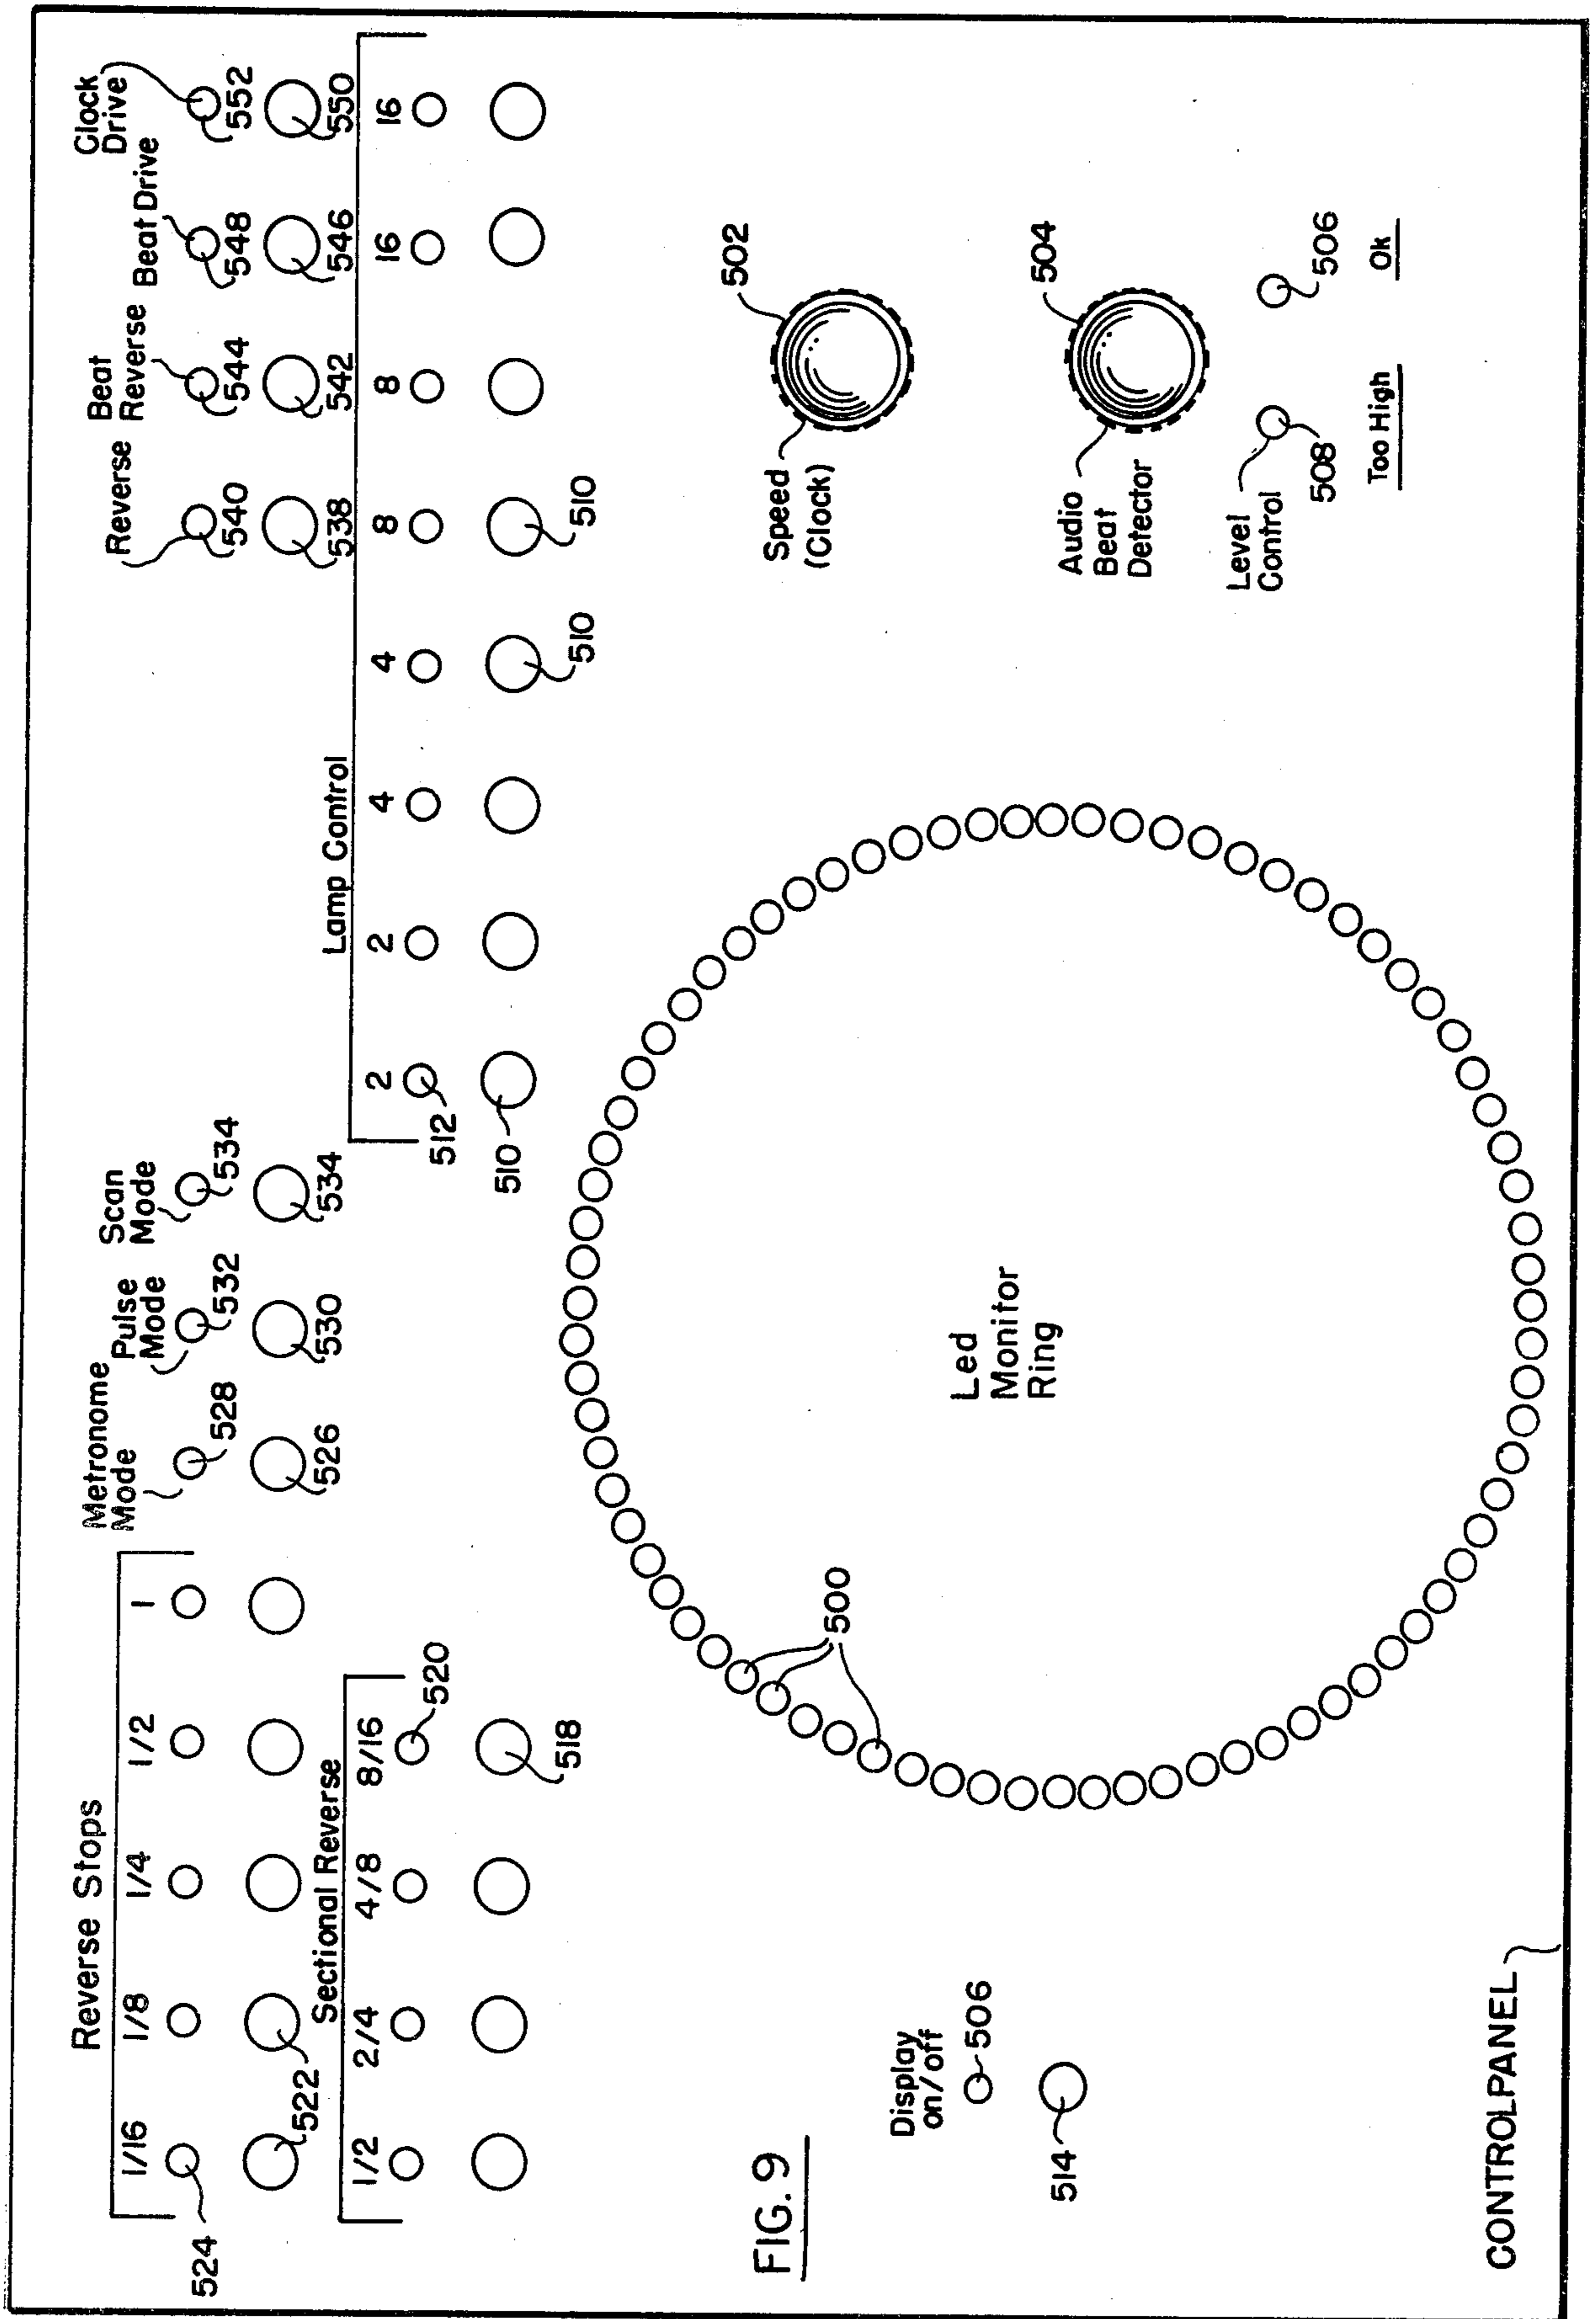 Reverse Stops
1/16 1/8 1/4 1/2 1
524
522
Sectional Reverse
1/2 2/4 4/8 8/16
520
518
Metronome
Mode
528
526
Pulse
Mode
532
530
Scan
Mode
534
534
Reverse
540
538
Beat
Reverse
544
542
Beat Drive
548
546
Clock
Drive
552
550
Lamp Control
2 2 4 4 8 8 16 16
512
510
510
510
FIG. 9
Display
on/off
506
514
500
Led
Monitor
Ring
502
Speed
(Clock)
504
Audio
Beat
Detector
Level
Control
508
506
Too High
Ok
CONTROLPANEL